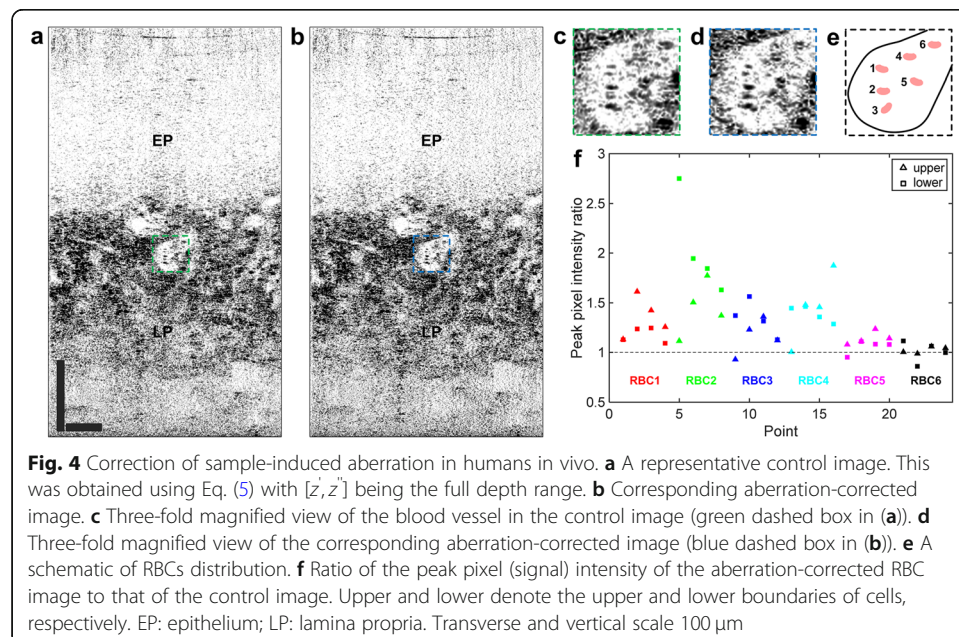 a b c d e
EP EP
LP LP
1 2 3 4 5 6
f
3
2.5
2
1.5
1
0.5
Peak pixel intensity ratio
upper
lower
RBC1 RBC2 RBC3 RBC4 RBC5 RBC6
0 5 10 15 20
Point
Fig. 4 Correction of sample-induced aberration in humans in vivo. a A representative control image. This
was obtained using Eq. (5) with [z′, z″] being the full depth range. b Corresponding aberration-corrected
image. c Three-fold magnified view of the blood vessel in the control image (green dashed box in (a)). d
Three-fold magnified view of the corresponding aberration-corrected image (blue dashed box in (b)). e A
schematic of RBCs distribution. f Ratio of the peak pixel (signal) intensity of the aberration-corrected RBC
image to that of the control image. Upper and lower denote the upper and lower boundaries of cells,
respectively. EP: epithelium; LP: lamina propria. Transverse and vertical scale 100 μm